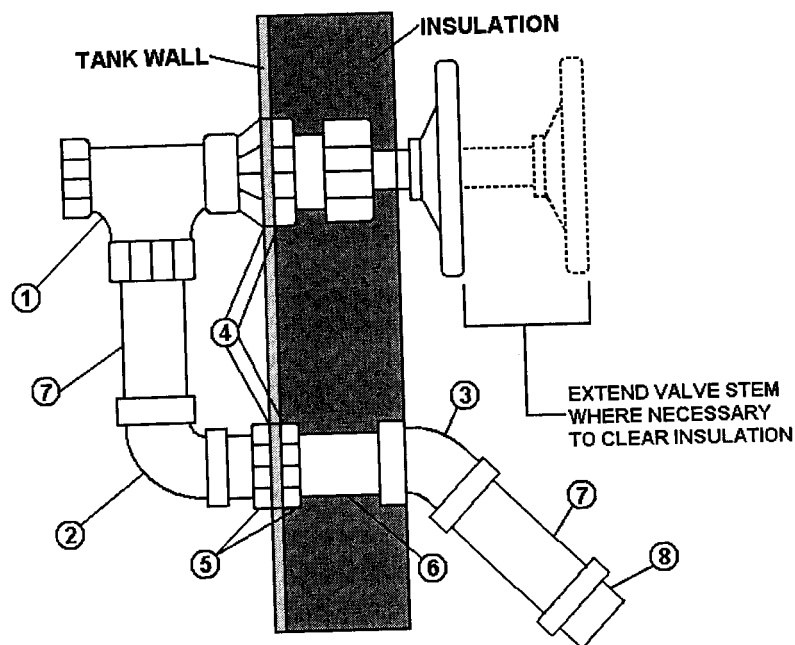 INSULATION
TANK WALL
1
4
7
3
EXTEND VALVE STEM
WHERE NECESSARY
TO CLEAR INSULATION
2
5
6
7
8